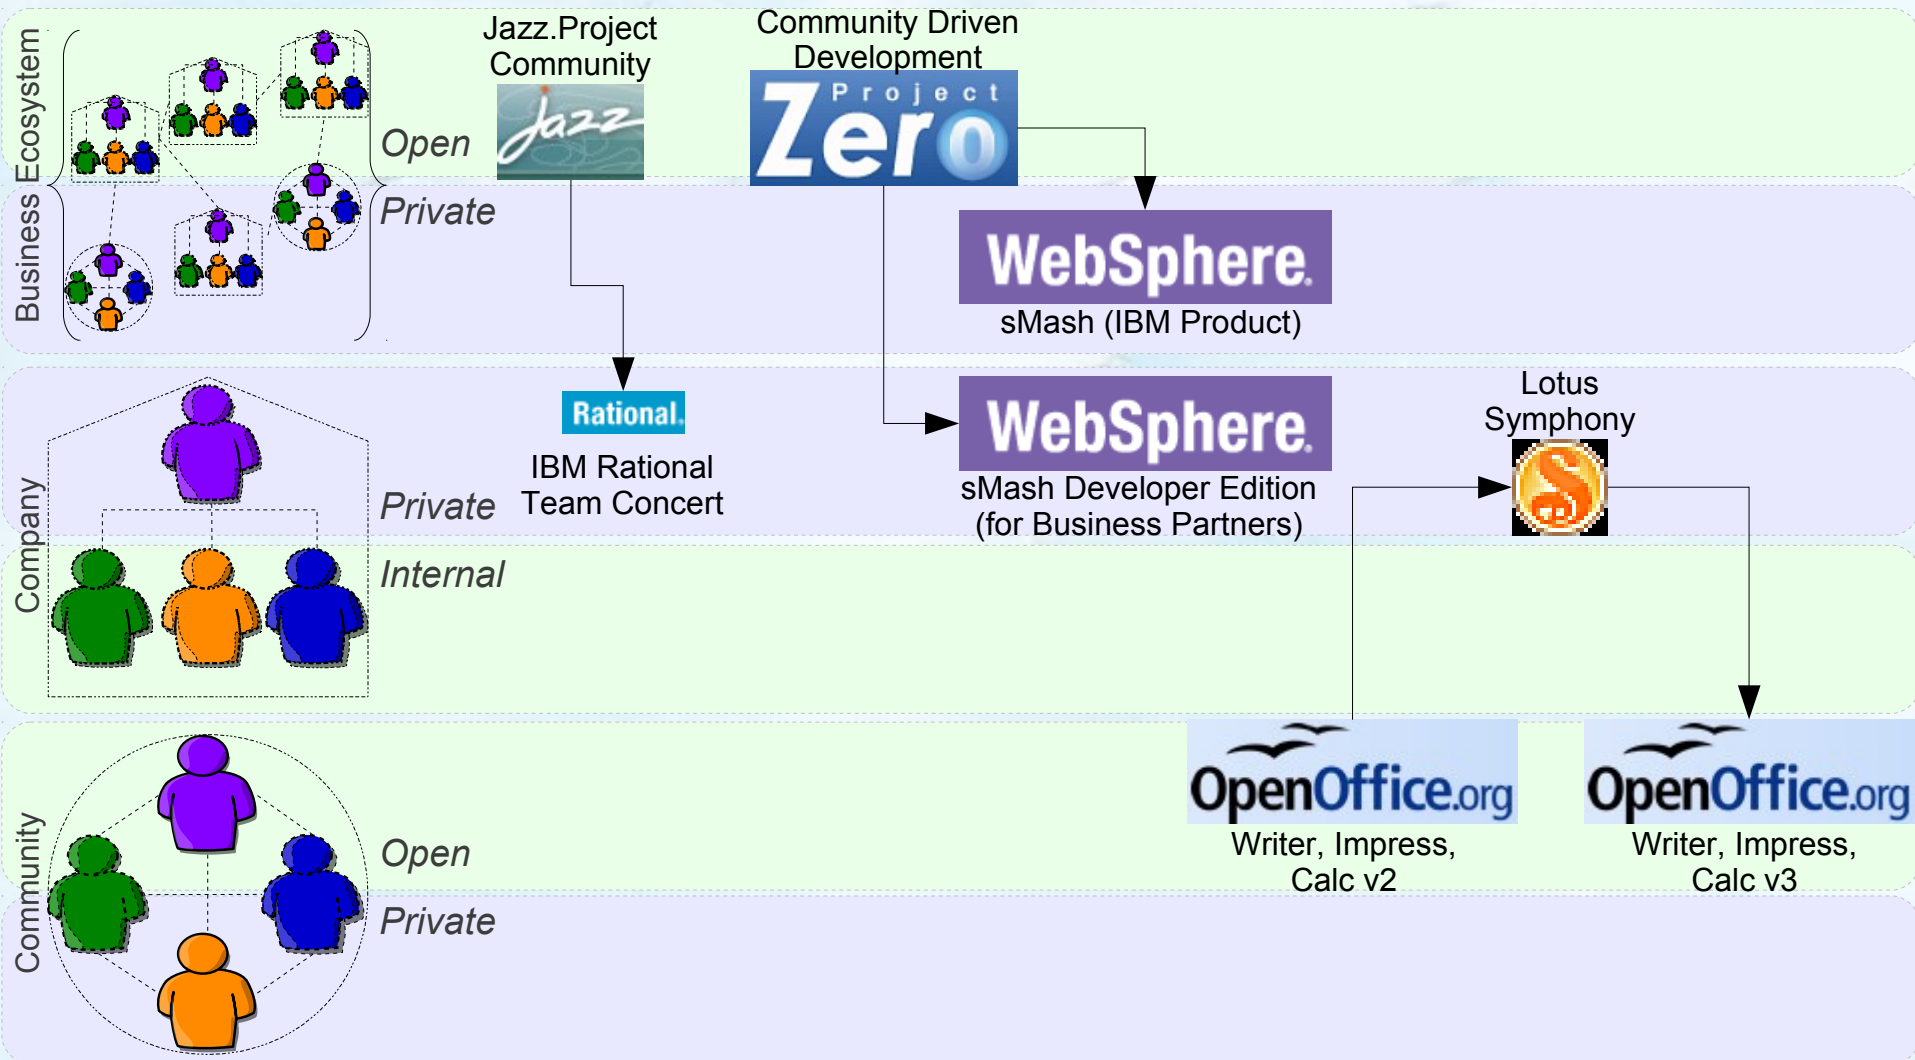 Business Ecosystem
Open
Private
Jazz.Project
Community
jazz
Community Driven
Development
Project
Zero
WebSphere.
sMash (IBM Product)
Company
Private
Internal
Rational.
IBM Rational
Team Concert
WebSphere.
sMash Developer Edition
(for Business Partners)
Lotus
Symphony
S
Community
Open
Private
OpenOffice.org
Writer, Impress,
Calc v2
OpenOffice.org
Writer, Impress,
Calc v3